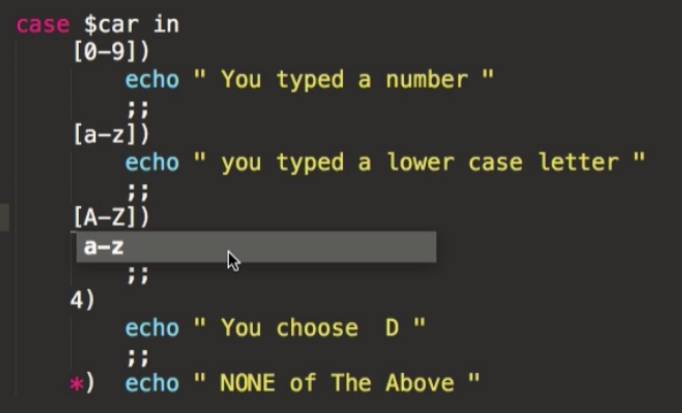 case $car in
[0-9])
echo " You typed a number "
;;
[a-z])
echo " you typed a lower case letter "
;;
[A-Z])
a-z
;;
4)
echo " You choose  D "
;;
*)  echo " NONE of The Above "